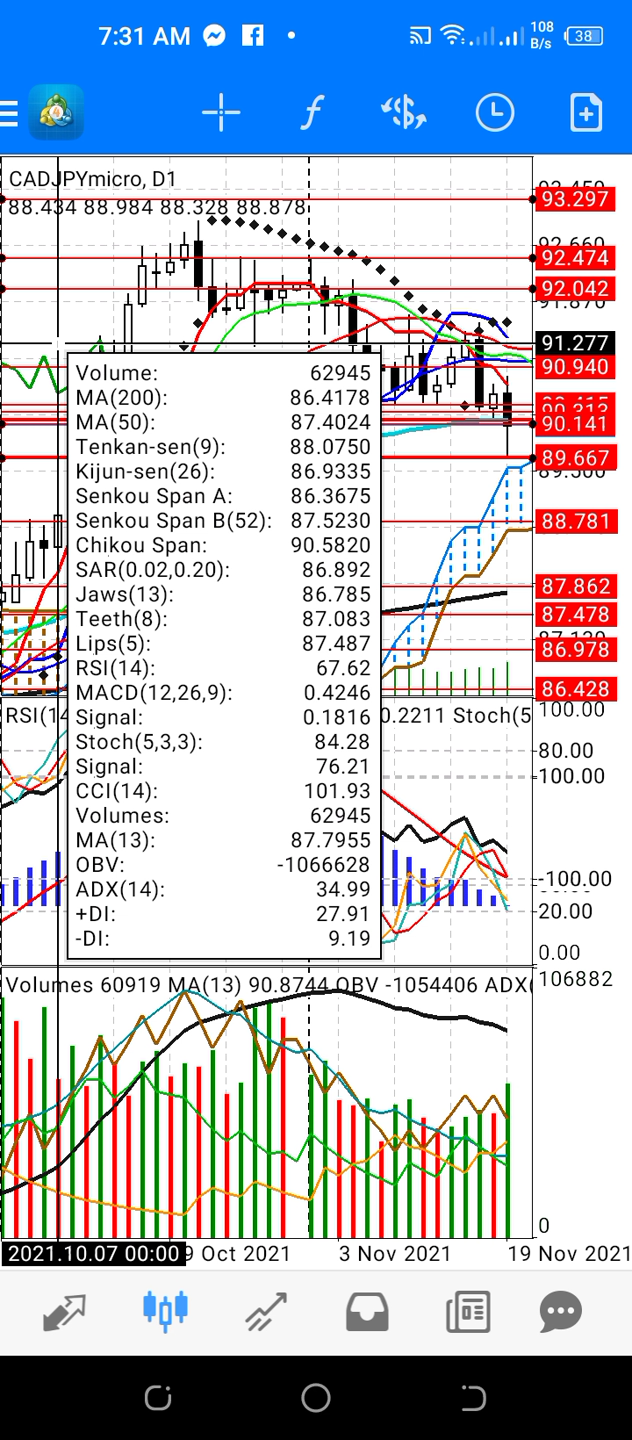 7:31 AM
108
B/s
38
CADJPYmicro, D1
88.434 88.984 88.328 88.878
93.297
92.660
92.474
92.042
91.870
91.277
90.940
90.141
89.667
88.781
87.862
87.478
86.978
86.428
Volume: 62945
MA(200): 86.4178
MA(50): 87.4024
Tenkan-sen(9): 88.0750
Kijun-sen(26): 86.9335
Senkou Span A: 86.3675
Senkou Span B(52): 87.5230
Chikou Span: 90.5820
SAR(0.02,0.20): 86.892
Jaws(13): 86.785
Teeth(8): 87.083
Lips(5): 87.487
RSI(14): 67.62
MACD(12,26,9): 0.4246
Signal: 0.1816
Stoch(5,3,3): 84.28
Signal: 76.21
CCI(14): 101.93
Volumes: 62945
MA(13): 87.7955
OBV: -1066628
ADX(14): 34.99
+DI: 27.91
-DI: 9.19
RSI(14 0.2211 Stoch(5
100.00
80.00
100.00
-100.00
20.00
0.00
Volumes 60919 MA(13) 90.8744 OBV -1054406 ADX(
106882
0
2021.10.07 00:00 9 Oct 2021 3 Nov 2021 19 Nov 2021